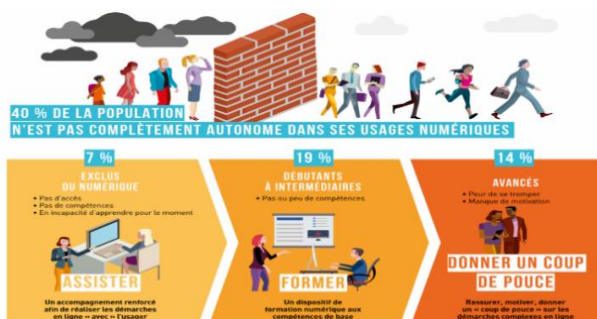 40 % DE LA POPULATION
N'EST PAS COMPLÈTEMENT AUTONOME DANS SES USAGES NUMÉRIQUES
7 %
EXCLUS
DU NUMÉRIQUE
• Pas d'accès
• Pas de compétences
• En incapacité d'apprendre pour le moment
ASSISTER
Un accompagnement renforcé
afin de réaliser les démarches
en ligne « avec » l'usager
19 %
DÉBUTANTS
À INTERMÉDIAIRES
• Pas ou peu de compétences
FORMER
Un dispositif de
formation numérique aux
compétences de base
14 %
AVANCÉS
• Peur de se tromper
• Manque de motivation
DONNER UN COUP
DE POUCE
Rassurer, motiver, donner
un « coup de pouce » sur les
démarches complexes en ligne